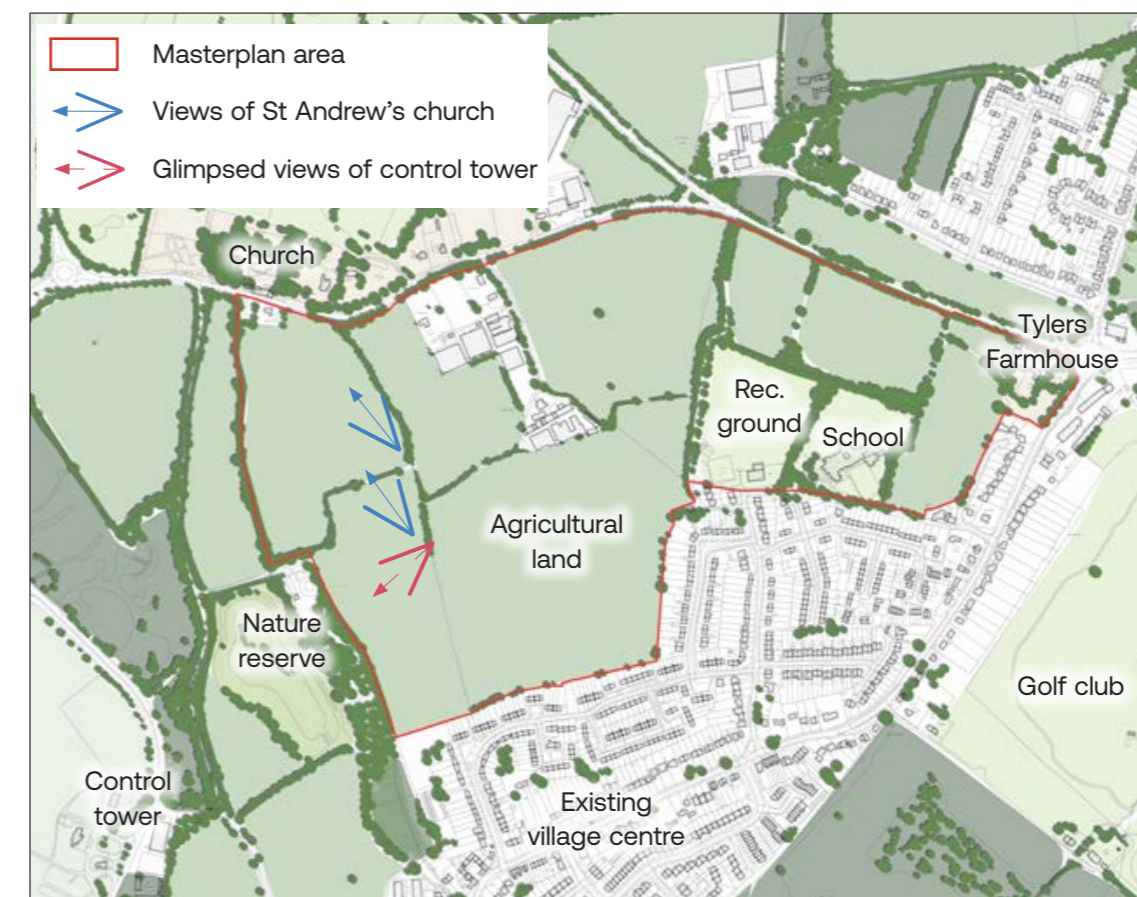 Masterplan area
Views of St Andrew's church
Glimpsed views of control tower
Church
Tylers
Farmhouse
Rec.
ground
School
Agricultural
land
Nature
reserve
Golf club
Control
tower
Existing
village centre